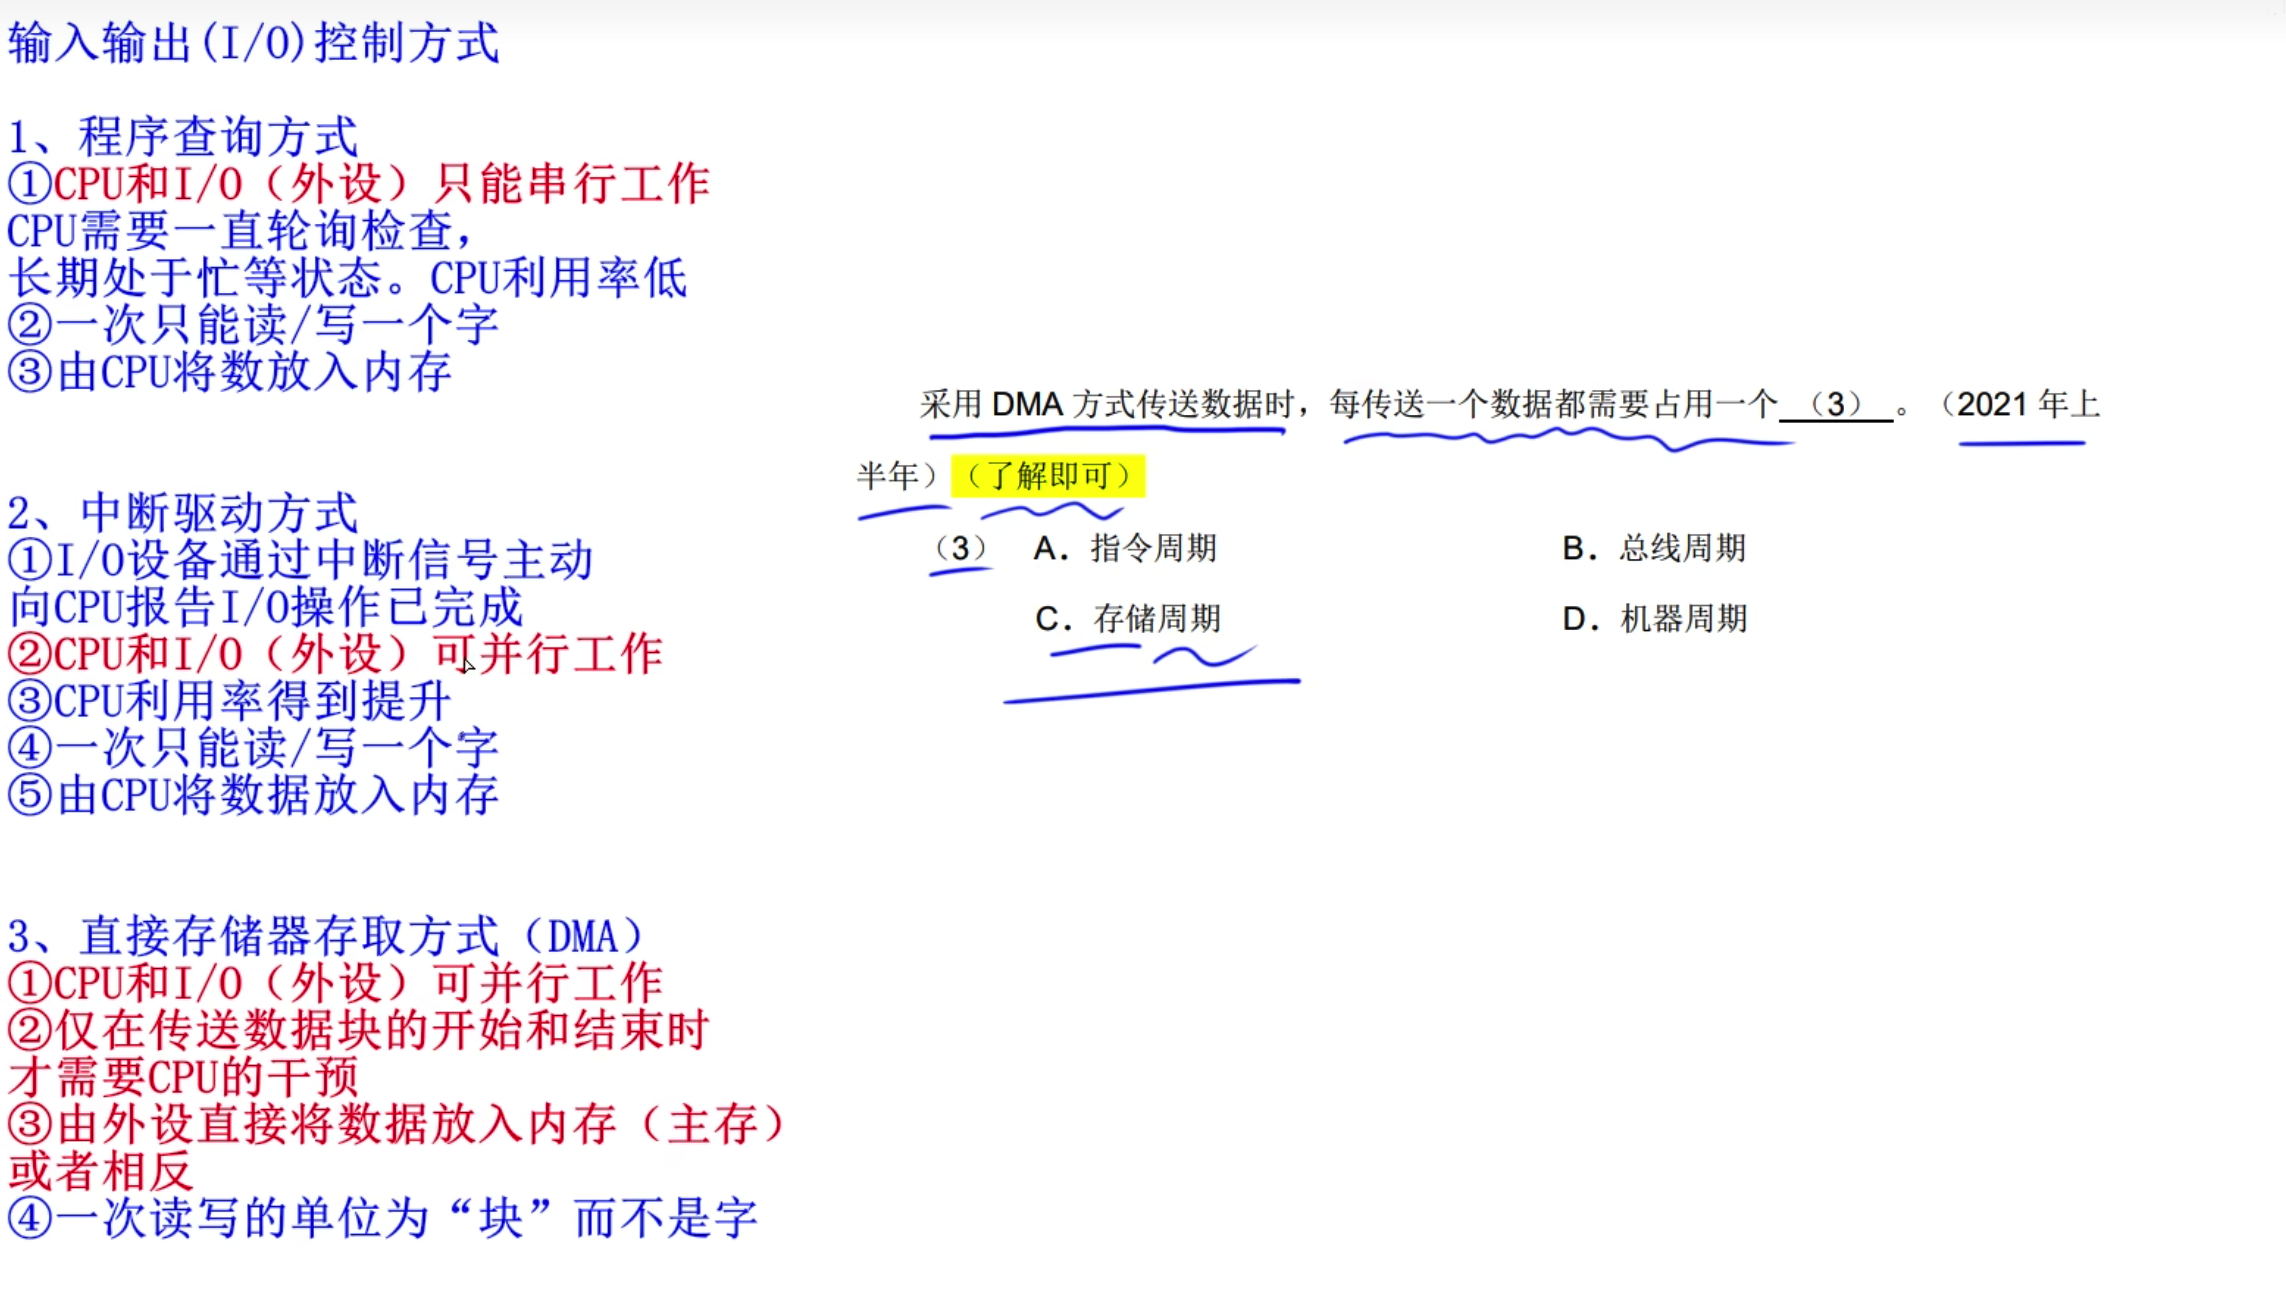 输入输出(I/O)控制方式
1、程序查询方式
①CPU和I/O（外设）只能串行工作
CPU需要一直轮询检查,
长期处于忙等状态。CPU利用率低
②一次只能读/写一个字
③由CPU将数放入内存
2、中断驱动方式
①I/O设备通过中断信号主动
向CPU报告I/O操作已完成
②CPU和I/O（外设）可并行工作
③CPU利用率得到提升
④一次只能读/写一个字
⑤由CPU将数据放入内存
3、直接存储器存取方式（DMA）
①CPU和I/O（外设）可并行工作
②仅在传送数据块的开始和结束时
才需要CPU的干预
③由外设直接将数据放入内存（主存）
或者相反
④一次读写的单位为“块”而不是字
采用 DMA 方式传送数据时，每传送一个数据都需要占用一个（3）。（2021 年上
半年）（了解即可）
（3） A. 指令周期 B. 总线周期
C. 存储周期 D. 机器周期